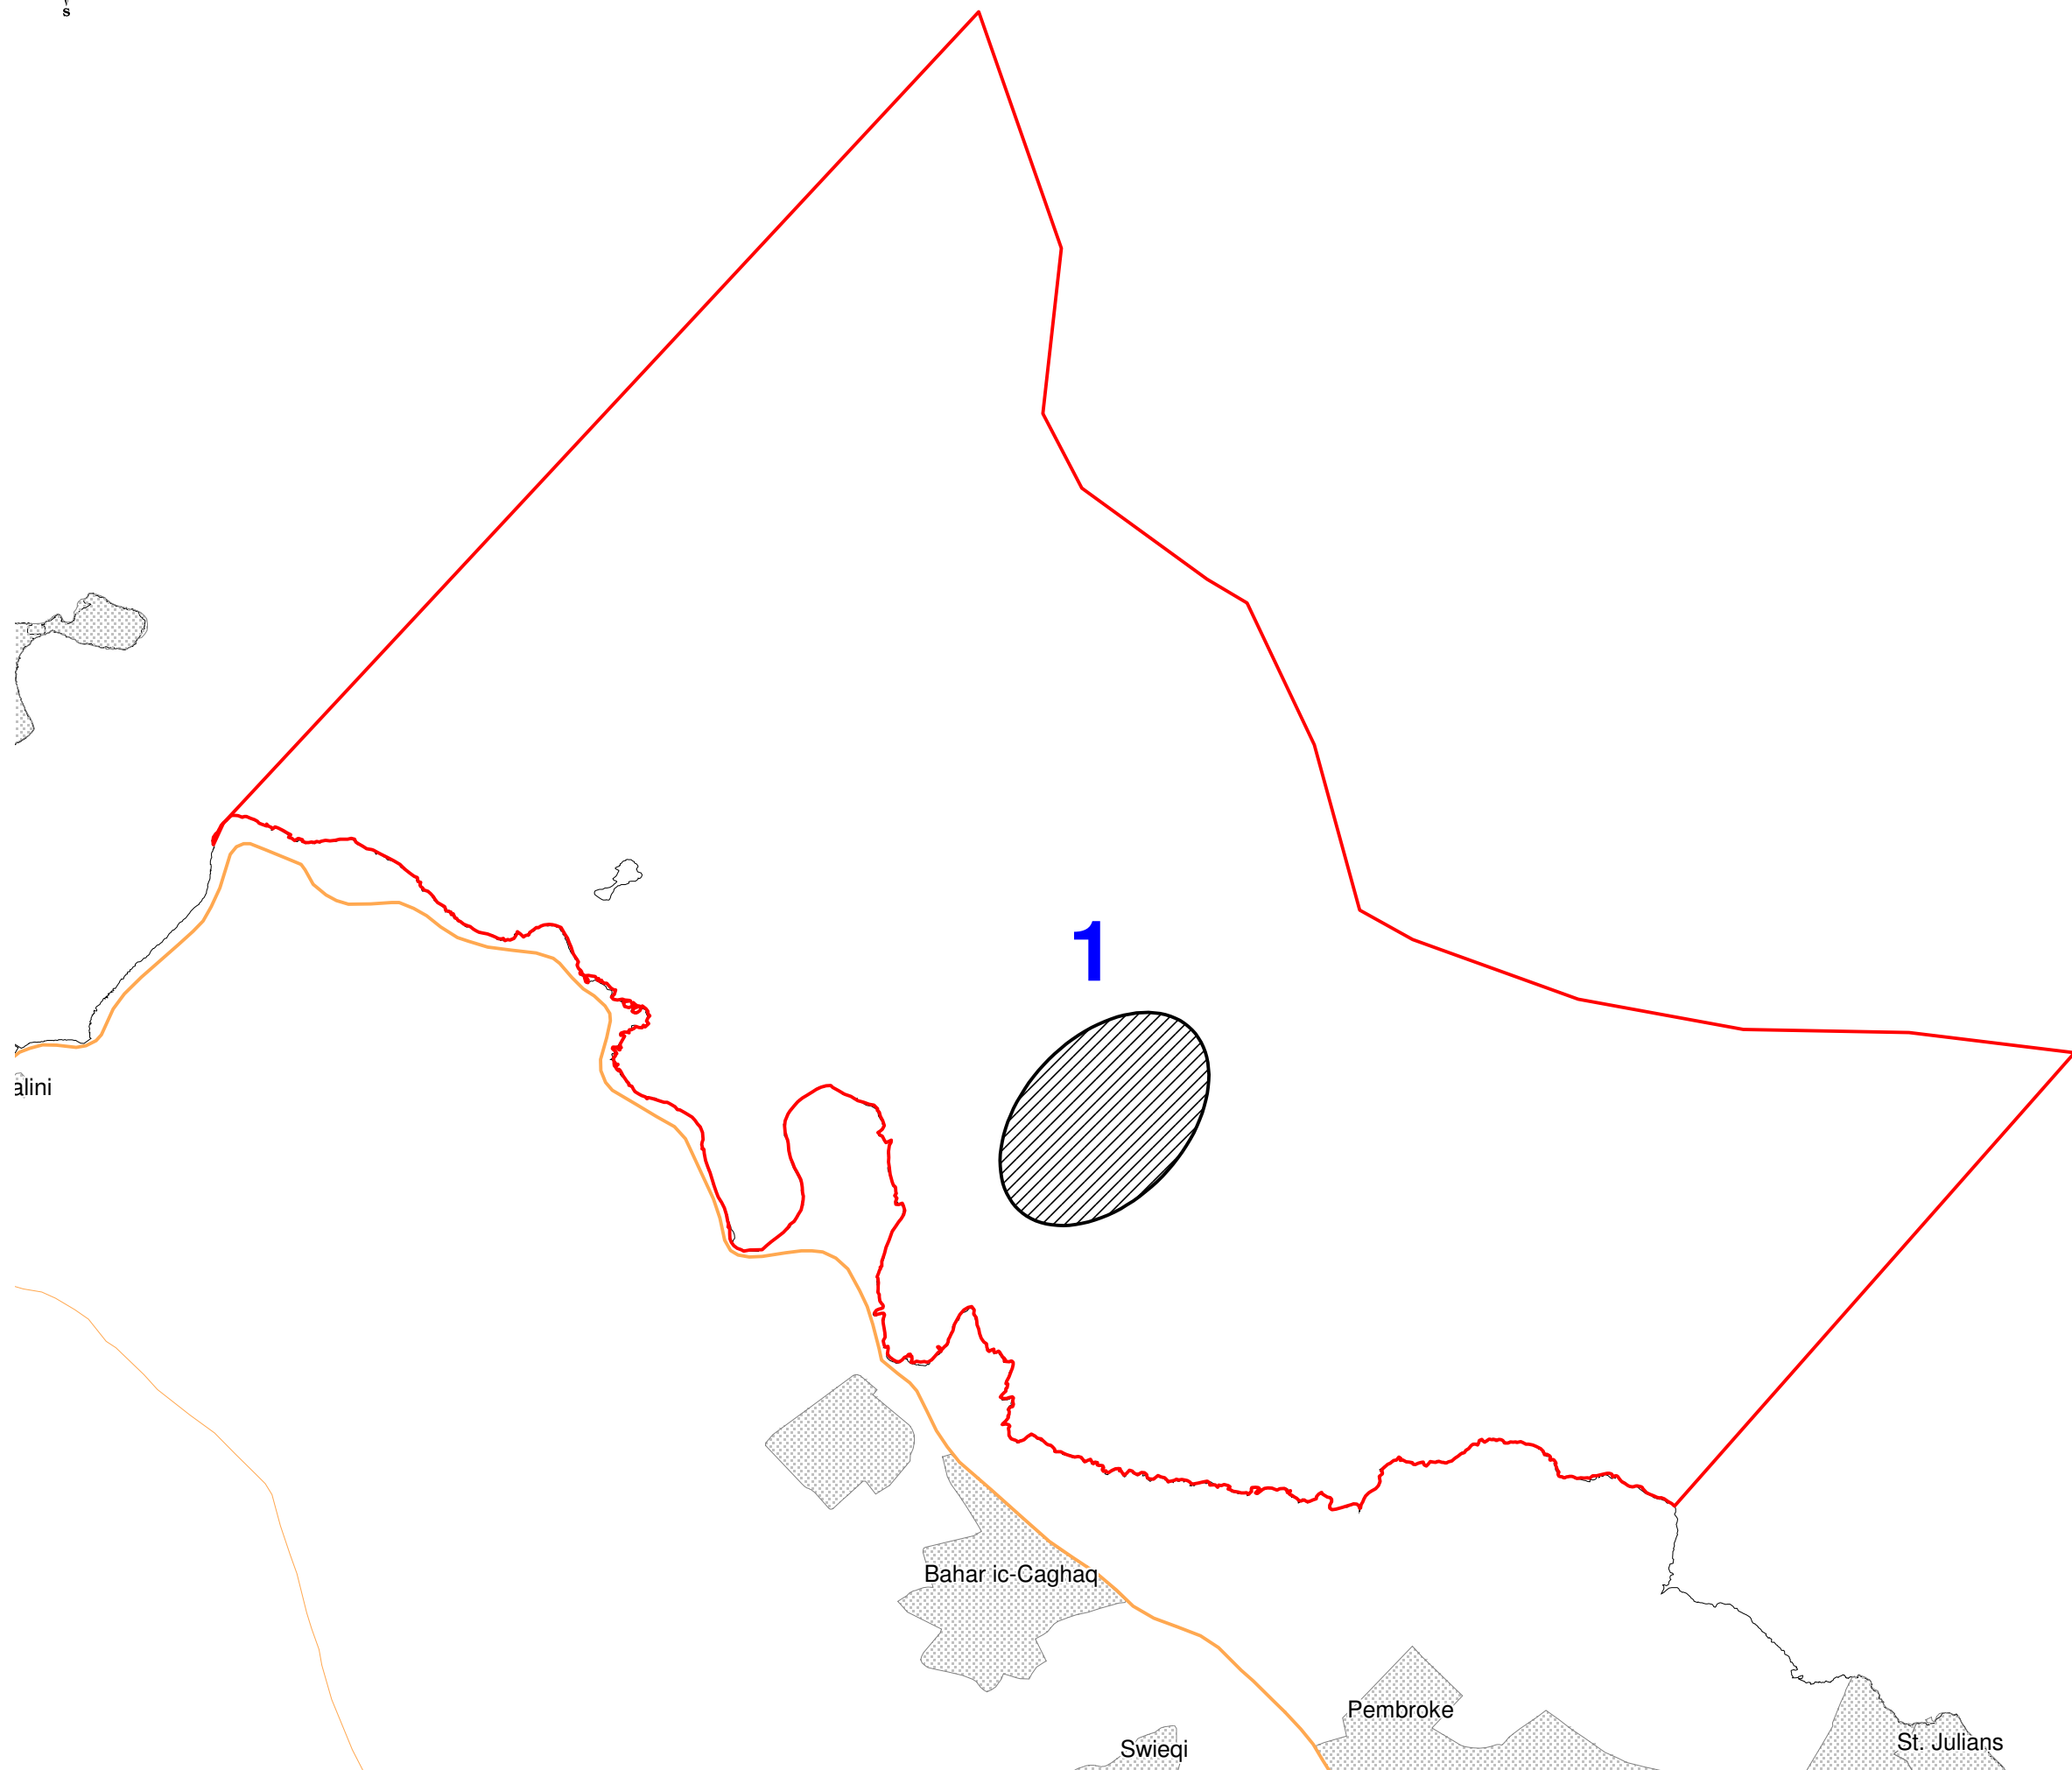 S
1
alini
Bahar ic-Caghaq
Pembroke
Swieqi
St. Julians